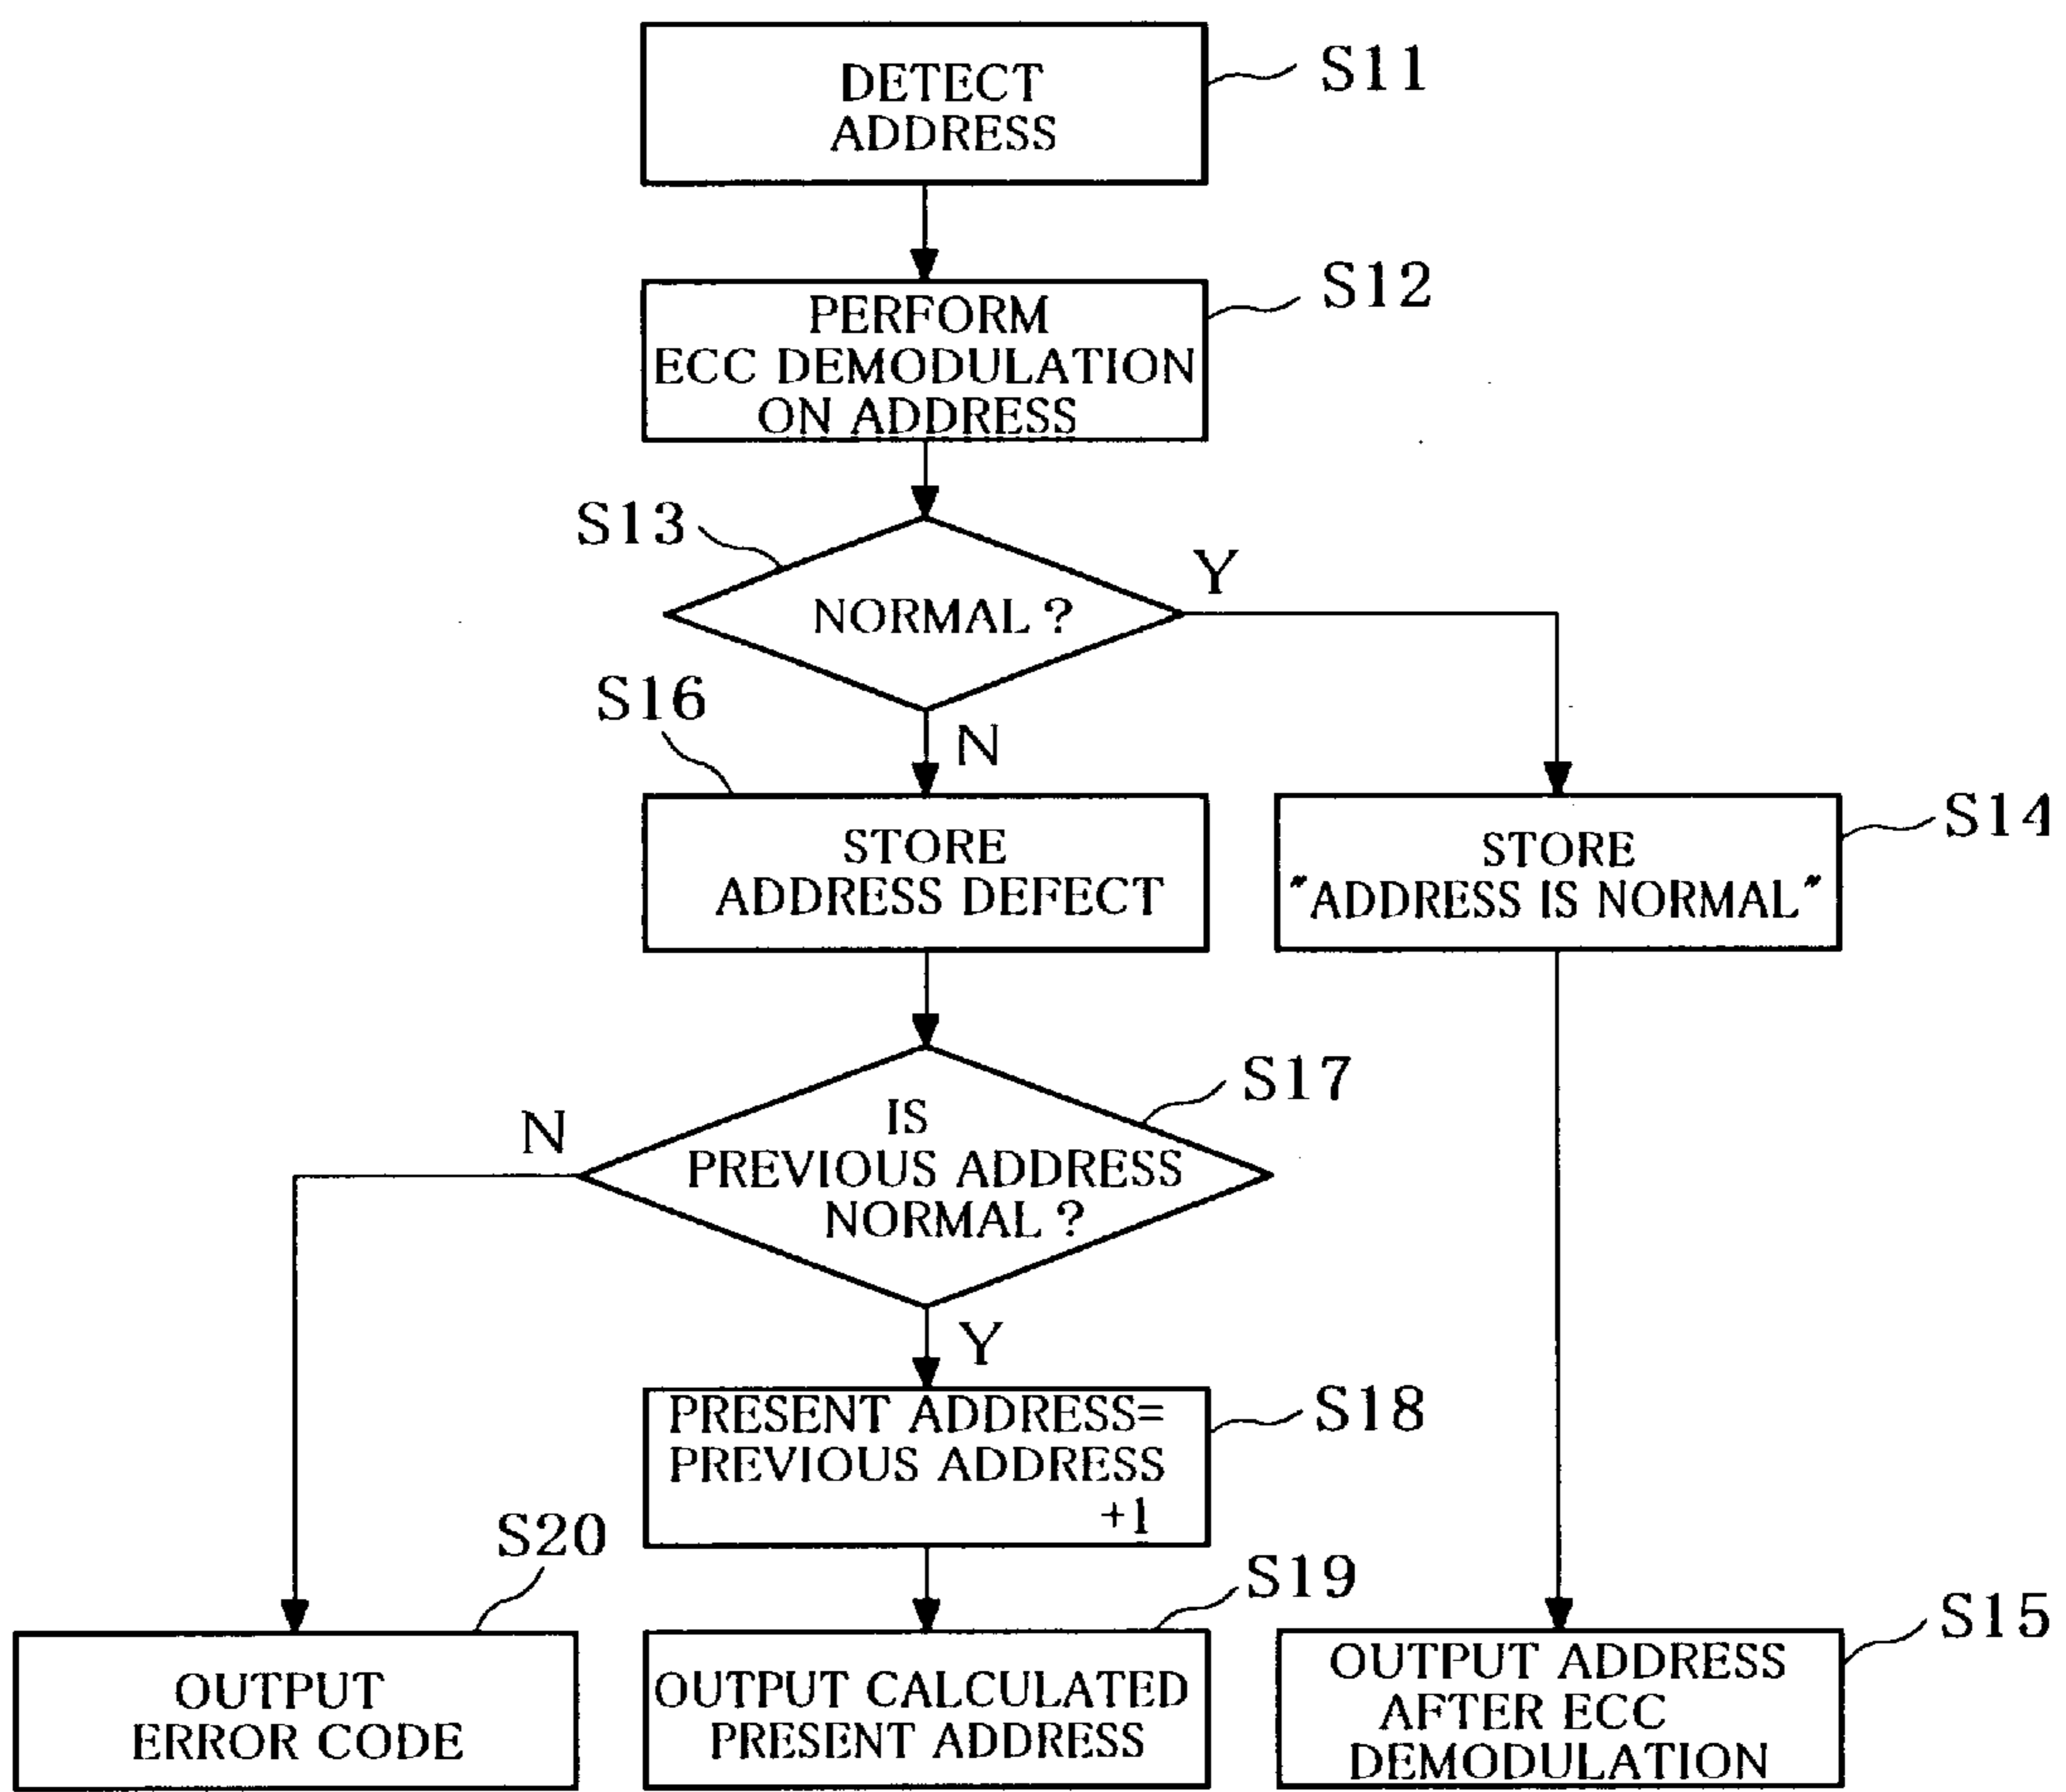 DETECT
ADDRESS
S11
PERFORM
ECC DEMODULATION
ON ADDRESS
S12
S13
NORMAL?
Y
N
S16
STORE
ADDRESS DEFECT
STORE
"ADDRESS IS NORMAL"
S14
IS
PREVIOUS ADDRESS
NORMAL?
S17
N
Y
PRESENT ADDRESS=
PREVIOUS ADDRESS
+1
S18
S20
OUTPUT
ERROR CODE
S19
OUTPUT CALCULATED
PRESENT ADDRESS
S15
OUTPUT ADDRESS
AFTER ECC
DEMODULATION